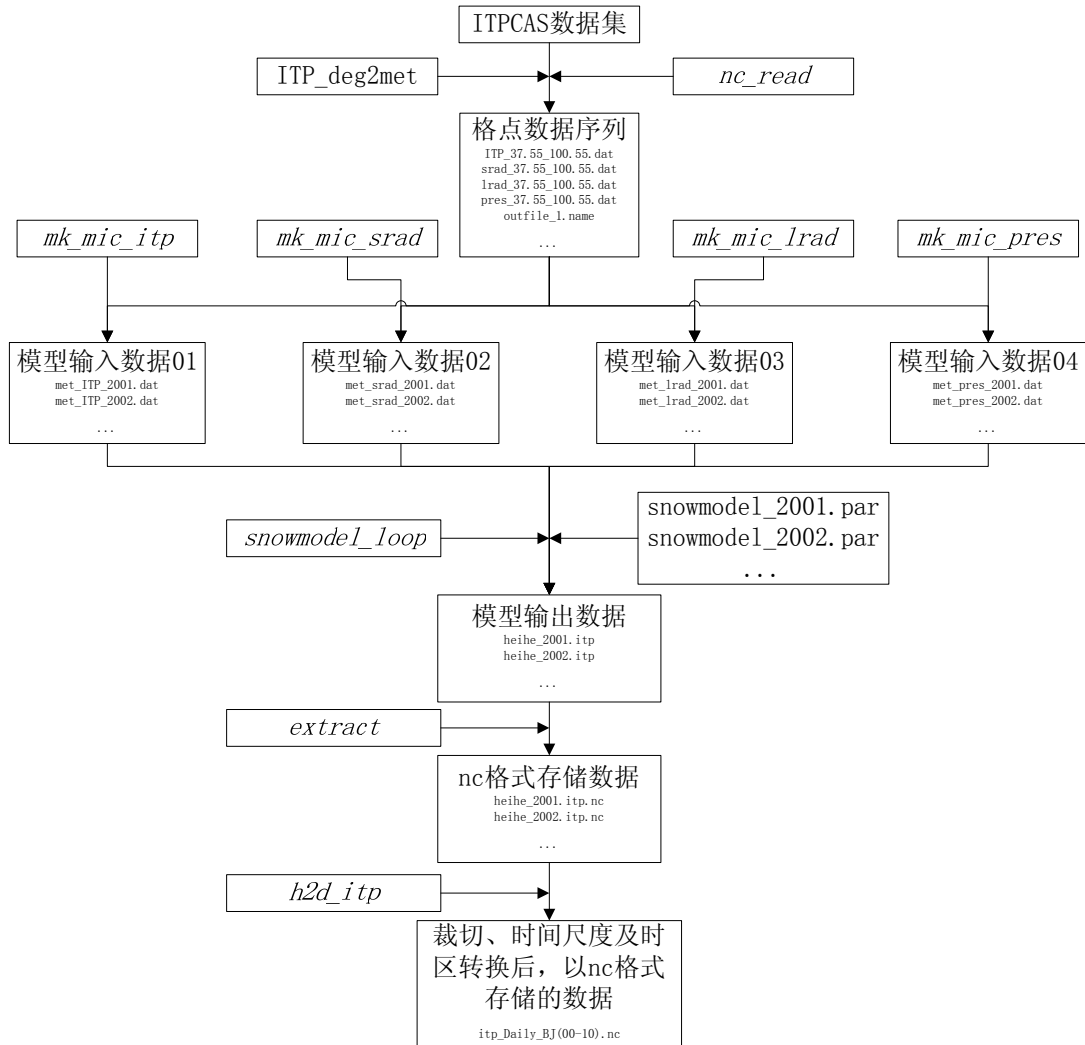 ITPCAS数据集
ITP_deg2met
nc_read
格点数据序列
ITP_37.55_100.55.dat
srad_37.55_100.55.dat
lrad_37.55_100.55.dat
pres_37.55_100.55.dat
outfile_l.name
...
mk_mic_itp
mk_mic_srad
mk_mic_lrad
mk_mic_pres
模型输入数据01
met_ITP_2001.dat
met_ITP_2002.dat
...
模型输入数据02
met_srad_2001.dat
met_srad_2002.dat
...
模型输入数据03
met_lrad_2001.dat
met_lrad_2002.dat
...
模型输入数据04
met_pres_2001.dat
met_pres_2002.dat
...
snowmodel_loop
snowmodel_2001.par
snowmodel_2002.par
...
模型输出数据
heihe_2001.itp
heihe_2002.itp
...
extract
nc格式存储数据
heihe_2001.itp.nc
heihe_2002.itp.nc
...
h2d_itp
裁切、时间尺度及时
区转换后，以nc格式
存储的数据
itp_Daily_BJ(00-10).nc